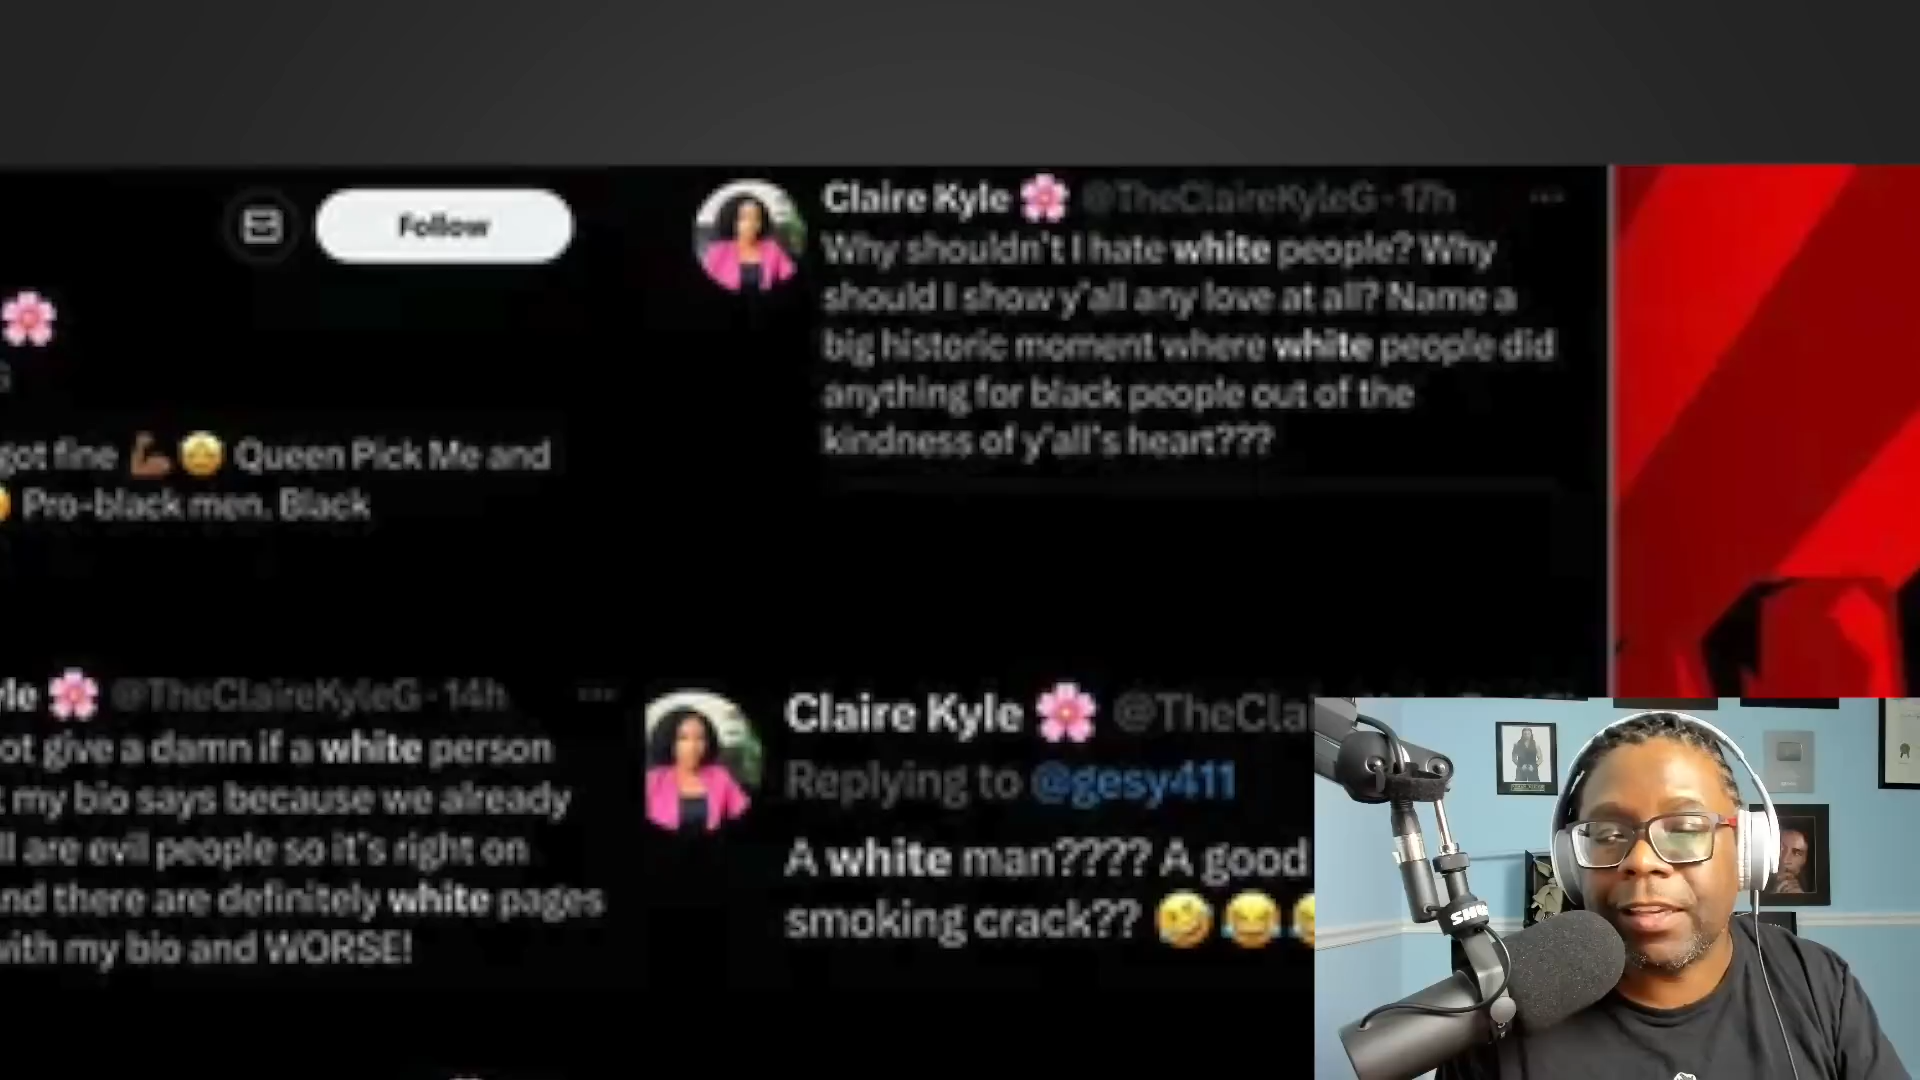 Follow
got fine 💪🏾 🤩 Queen Pick Me and
Pro-black men. Black
Claire Kyle 🌸 @TheClaireKyleG · 17h
Why shouldn't I hate white people? Why
should I show y'all any love at all? Name a
big historic moment where white people did
anything for black people out of the
kindness of y'all's heart???
🌸 @TheClaireKyleG · 14h
give a damn if a white person
my bio says because we already
are evil people so it's right on
there are definitely white pages
with my bio and WORSE!
Claire Kyle 🌸 @TheCla
Replying to @gesy411
A white man???? A good
smoking crack?? 🤣 😂
SHU